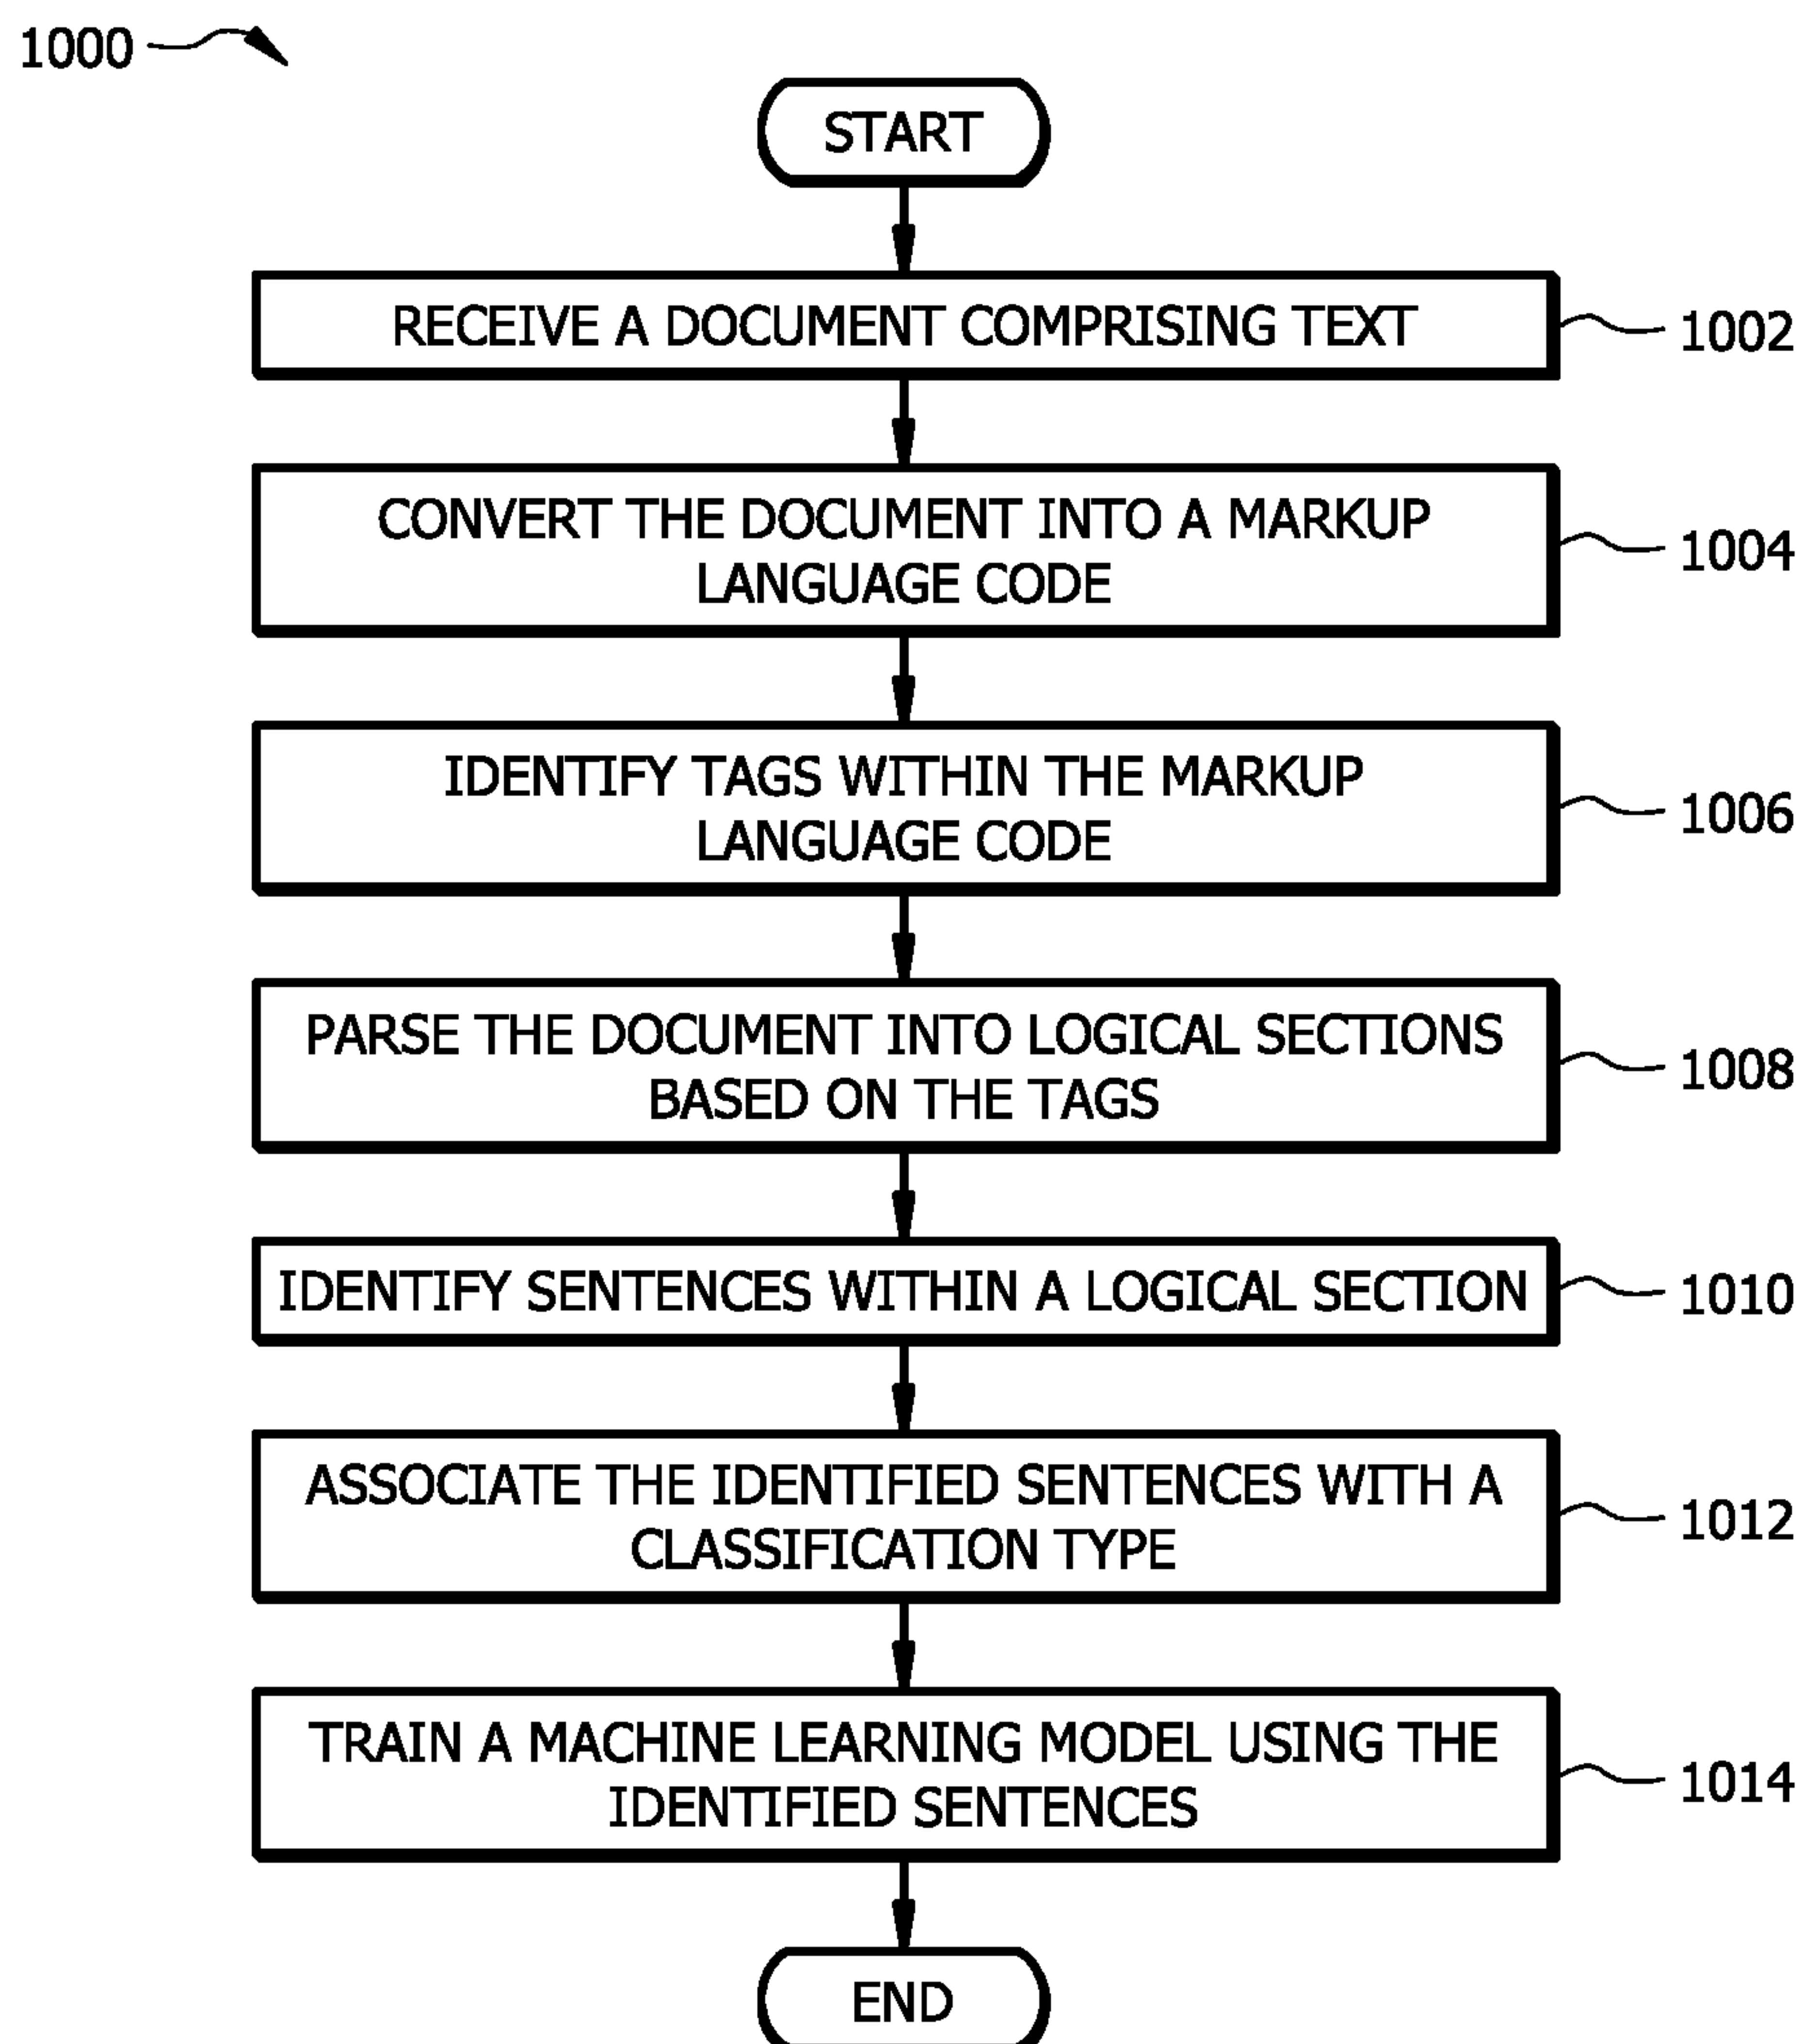 1000
START
RECEIVE A DOCUMENT COMPRISING TEXT
1002
CONVERT THE DOCUMENT INTO A MARKUP
LANGUAGE CODE
1004
IDENTIFY TAGS WITHIN THE MARKUP
LANGUAGE CODE
1006
PARSE THE DOCUMENT INTO LOGICAL SECTIONS
BASED ON THE TAGS
1008
IDENTIFY SENTENCES WITHIN A LOGICAL SECTION
1010
ASSOCIATE THE IDENTIFIED SENTENCES WITH A
CLASSIFICATION TYPE
1012
TRAIN A MACHINE LEARNING MODEL USING THE
IDENTIFIED SENTENCES
1014
END